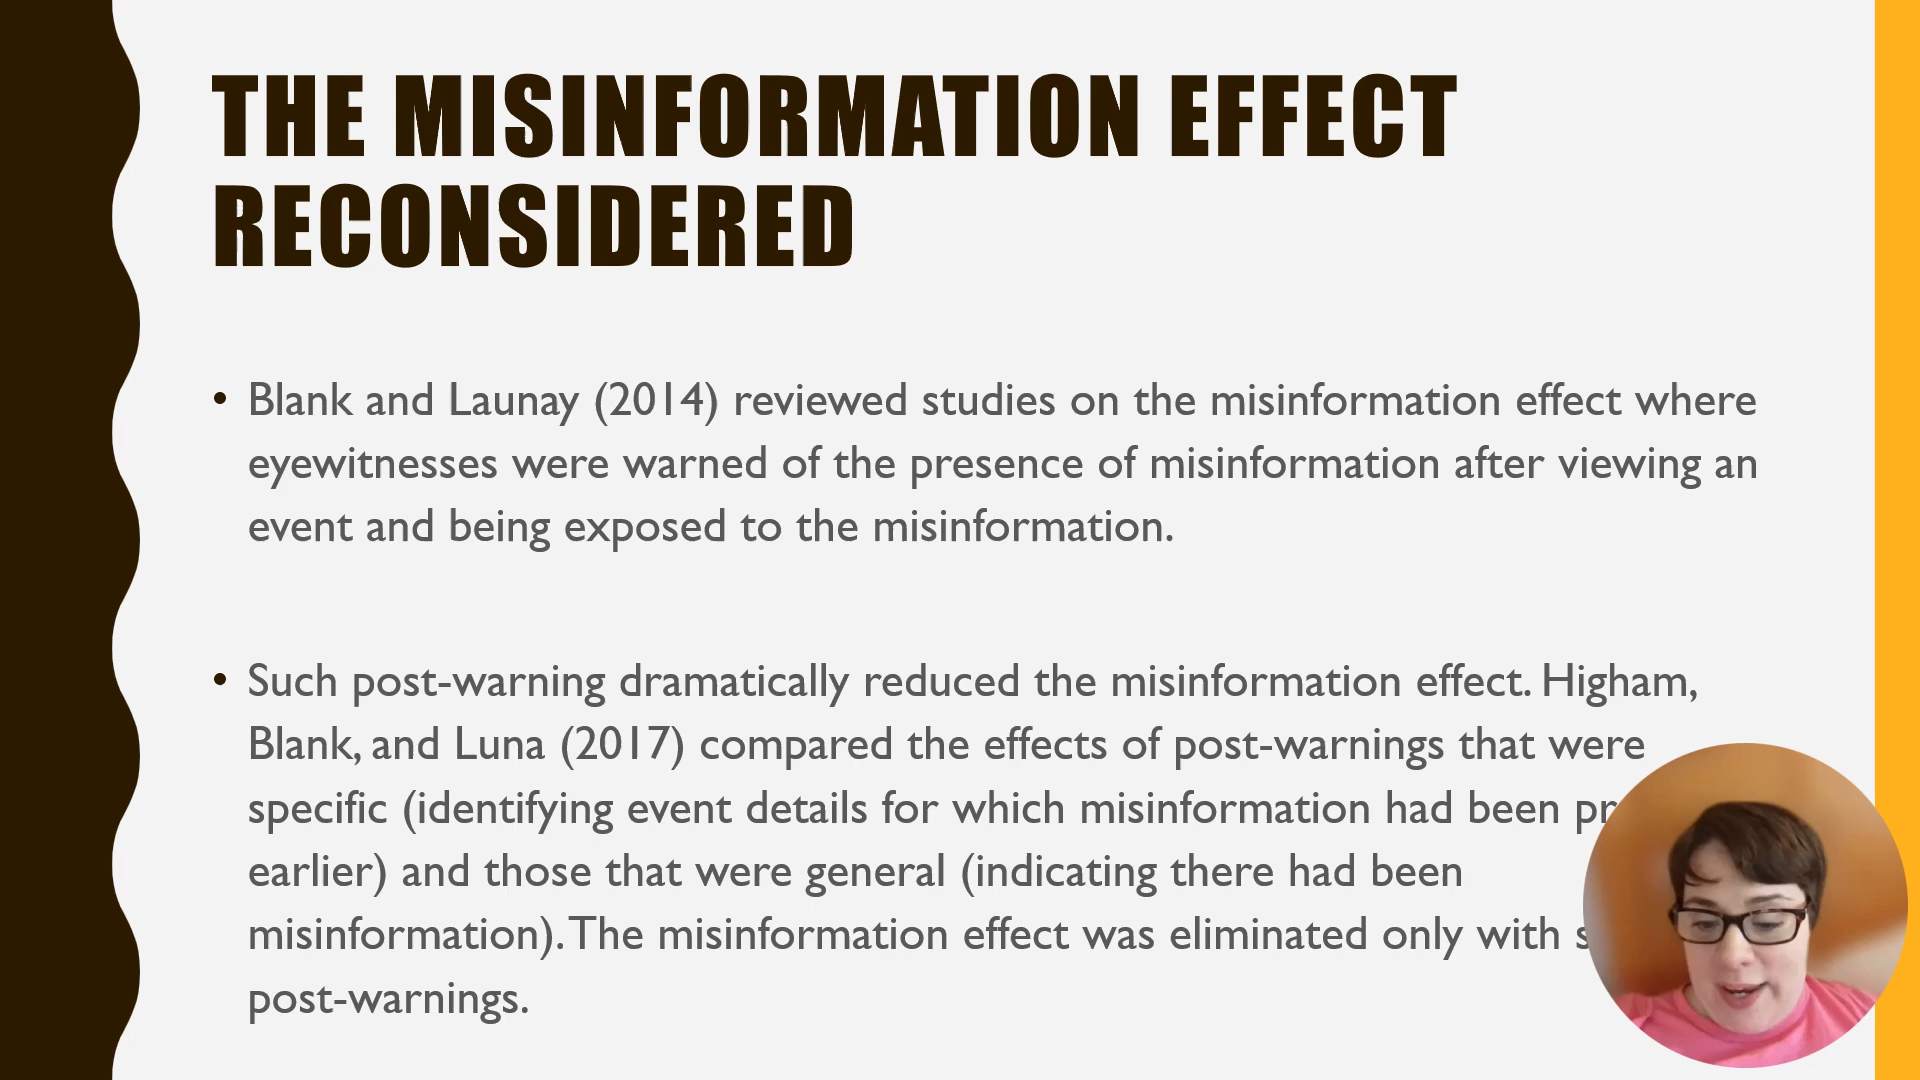 THE MISINFORMATION EFFECT
RECONSIDERED
• Blank and Launay (2014) reviewed studies on the misinformation effect where
eyewitnesses were warned of the presence of misinformation after viewing an
event and being exposed to the misinformation.
• Such post-warning dramatically reduced the misinformation effect. Higham,
Blank, and Luna (2017) compared the effects of post-warnings that were
specific (identifying event details for which misinformation had been
earlier) and those that were general (indicating there had been
misinformation). The misinformation effect was eliminated only with
post-warnings.